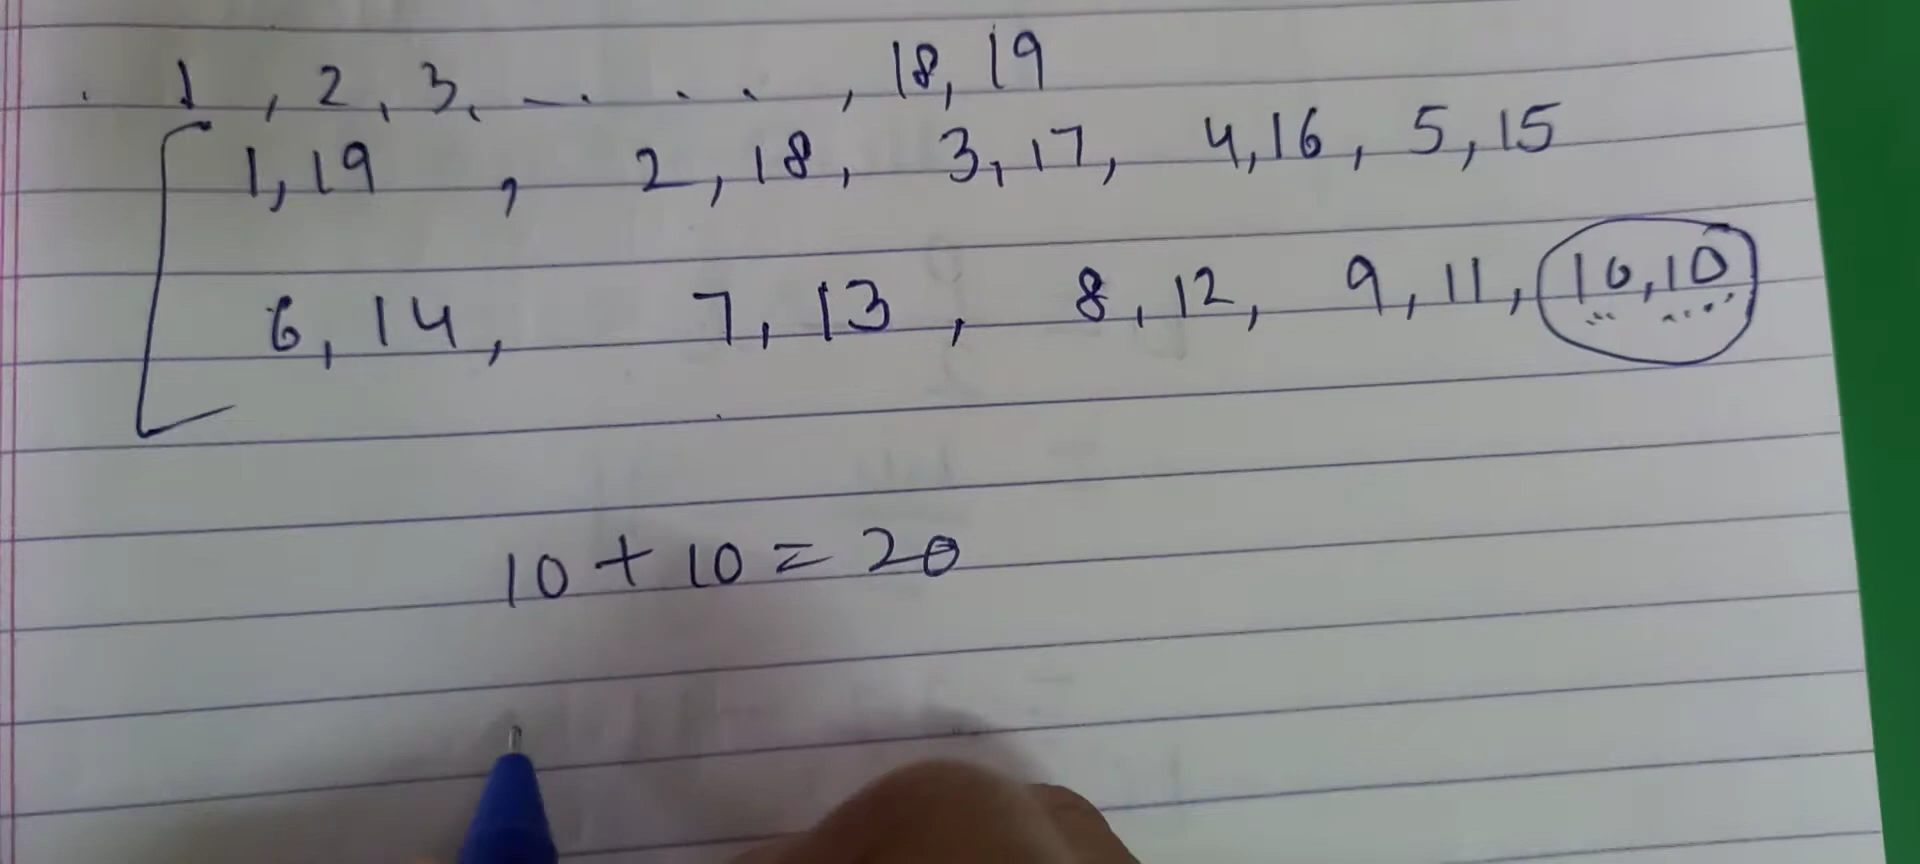 1, 2, 3, - . . . . , 18, 19
1, 19 , 2, 18, 3, 17, 4, 16, 5, 15
6, 14, 7, 13, 8, 12, 9, 11, 10, 10
10 + 10 = 20